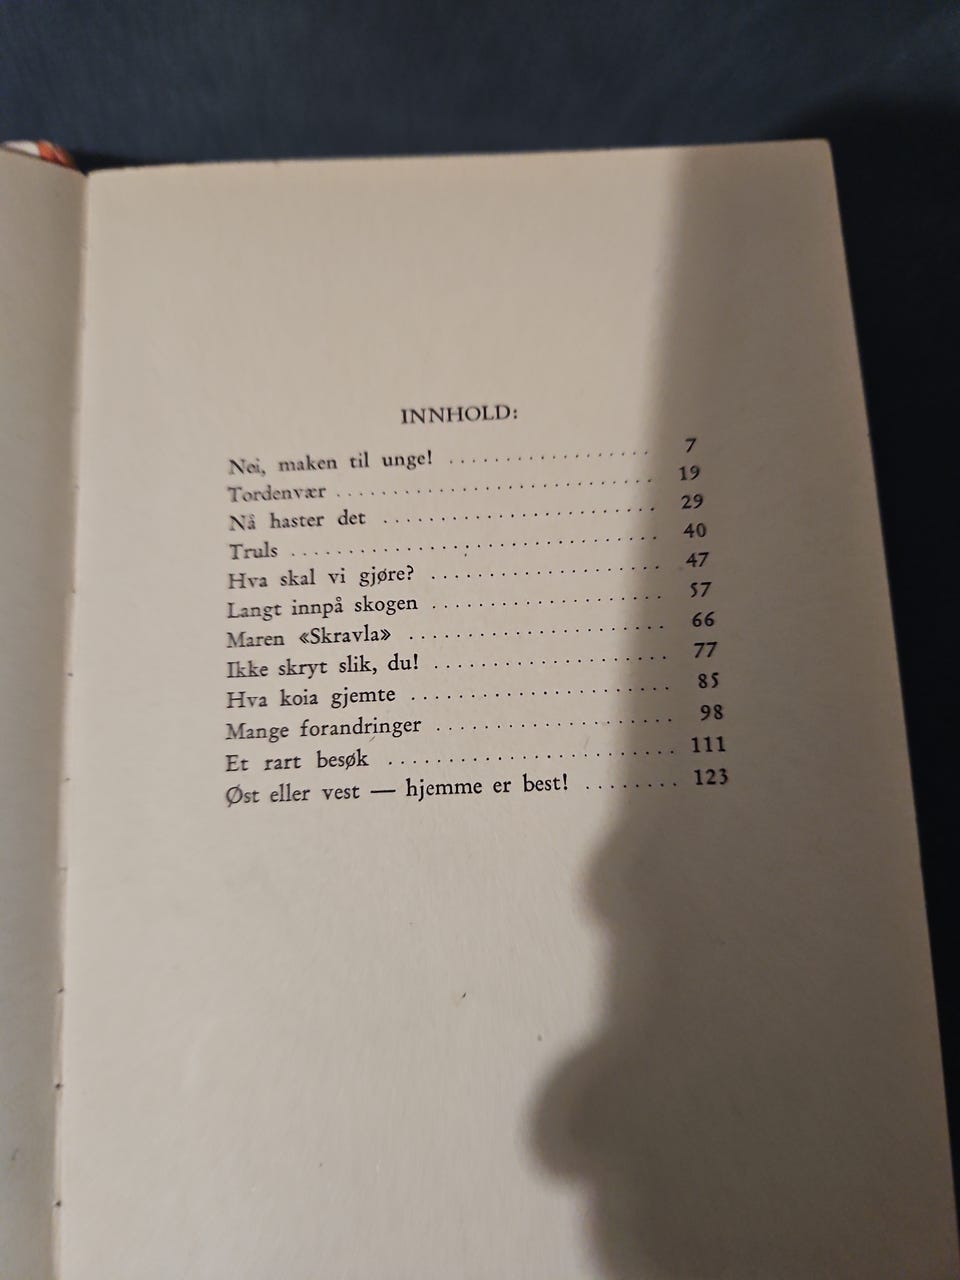 INNHOLD:
Nei, maken til unge! . . . . . . . . . . . . . . . . . . 7
Tordenvær . . . . . . . . . . . . . . . . . . . . . . . . . . . . 19
Nå haster det . . . . . . . . . . . . . . . . . . . . . . . . 29
Truls . . . . . . . . . . . . . . . . . . . . . . . . . . . . . . . . 40
Hva skal vi gjøre? . . . . . . . . . . . . . . . . . . . . 47
Langt innpå skogen . . . . . . . . . . . . . . . . . . . . 57
Maren «Skravla» . . . . . . . . . . . . . . . . . . . . . . 66
Ikke skryt slik, du! . . . . . . . . . . . . . . . . . . . . 77
Hva koia gjemte . . . . . . . . . . . . . . . . . . . . . . 85
Mange forandringer . . . . . . . . . . . . . . . . . . . . 98
Et rart besøk . . . . . . . . . . . . . . . . . . . . . . . . 111
Øst eller vest — hjemme er best! . . . . . . . . 123